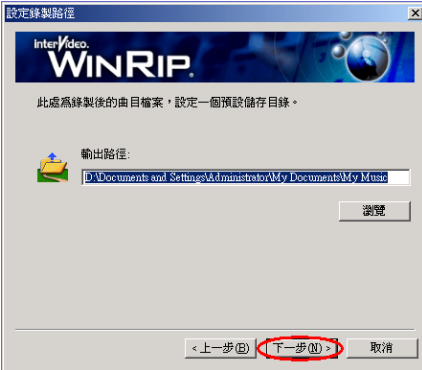 設定錄製路徑
InterVideo.
WINRIP.
此處為錄製後的曲目檔案，設定一個預設儲存目錄。
輸出路徑:
D:\Documents and Settings\Administrator\My Documents\My Music
瀏覽
<上一步(B) 下一步(N)> 取消